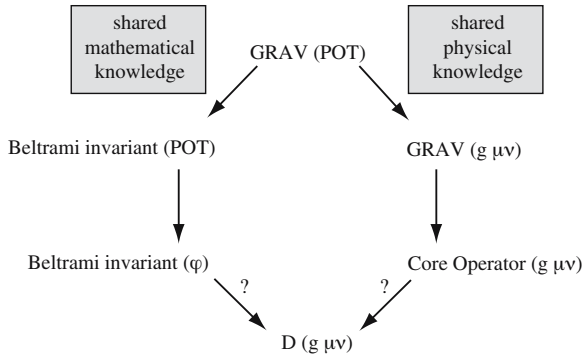 shared
mathematical
knowledge
GRAV (POT)
shared
physical
knowledge
Beltrami invariant (POT)
GRAV (g μν)
Beltrami invariant (φ)
Core Operator (g μν)
?
?
D (g μν)